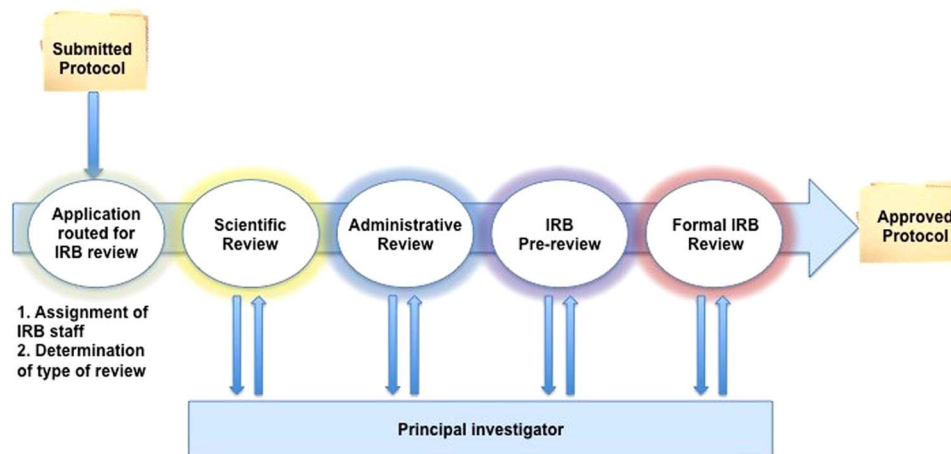 Submitted
Protocol
Application
routed for
IRB review
Scientific
Review
Administrative
Review
IRB
Pre-review
Formal IRB
Review
Approved
Protocol
1. Assignment of
IRB staff
2. Determination
of type of review
Principal investigator